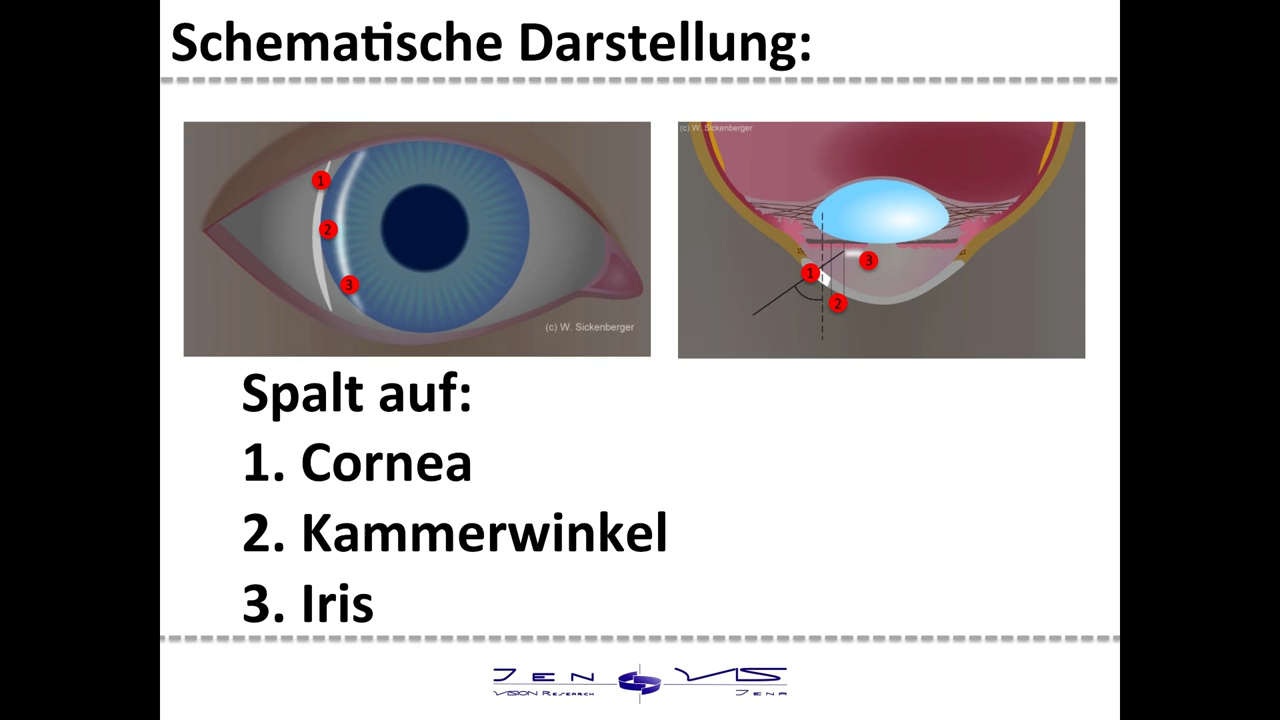 Schematische Darstellung:
1
2
3
(c) W. Sickenberger
(c) W. Sickenberger
1
2
3
Spalt auf:
1. Cornea
2. Kammerwinkel
3. Iris
JEN VIS
VISION RESEARCH JENA